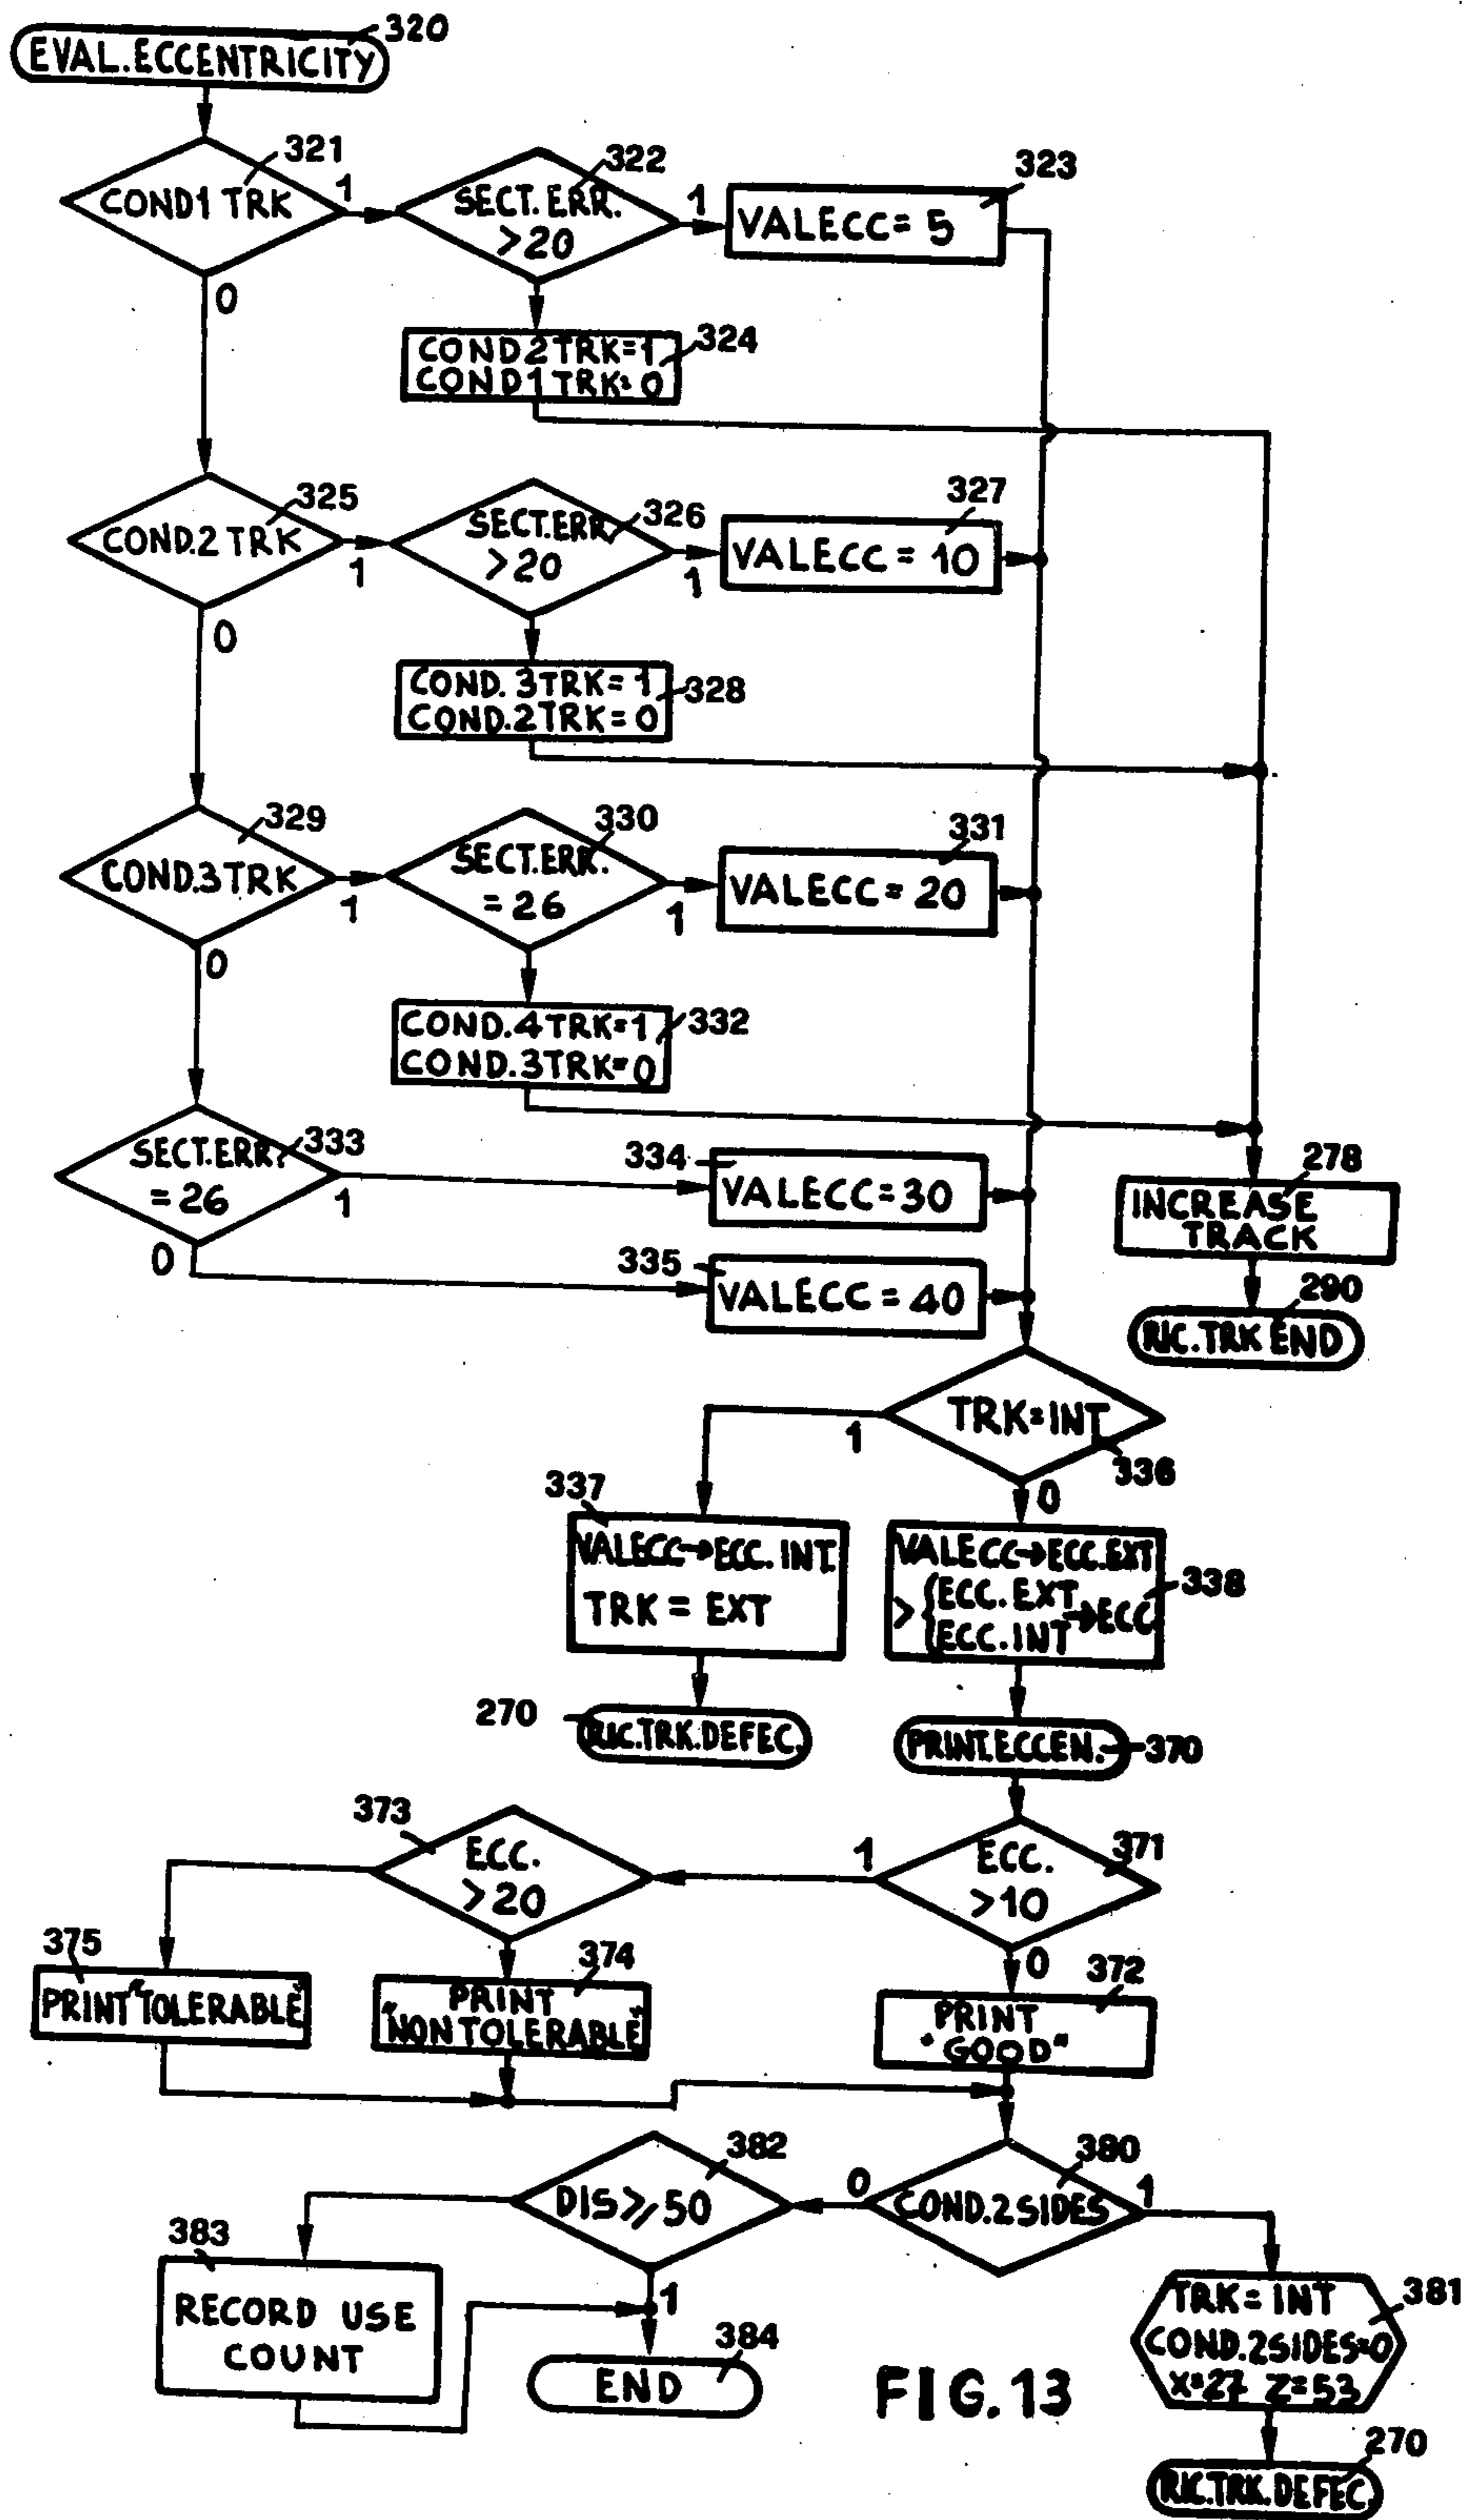 320
EVAL.ECCENTRICITY
321
COND1 TRK
1
0
322
SECT.ERR.
>20
1
323
VALECC= 5
324
COND2TRK=1
COND1TRK=0
325
COND.2 TRK
1
0
326
SECT.ERR.
>20
1
327
VALECC = 10
COND. 3TRK=1
COND.2TRK=0
328
329
COND.3TRK
1
0
330
SECT.ERR.
=26
1
331
VALECC = 20
COND.4TRK=1
COND.3TRK=0
332
333
SECT.ERR.
=26
1
0
334
VALECC=30
335
VALECC = 40
278
INCREASE
TRACK
290
RIC.TRK END
TRK=INT
336
1
0
337
VALECC→ECC.INT.
TRK = EXT
270
RIC.TRK.DEFEC.
VALECC→ECC.EXT
>{ECC.EXT
ECC.INT→ECC
338
PRINT.ECCEN.
370
371
ECC.
>10
1
0
373
ECC.
>20
375
PRINT"TOLERABLE"
374
PRINT
"NON TOLERABLE"
372
PRINT
"GOOD"
380
COND.2SIDES
0
1
382
DIS⩾50
1
383
RECORD USE
COUNT
384
END
381
TRK=INT
COND.2SIDES=0
X=27 Z=53
270
RIC.TRK.DEFEC.
FIG.13